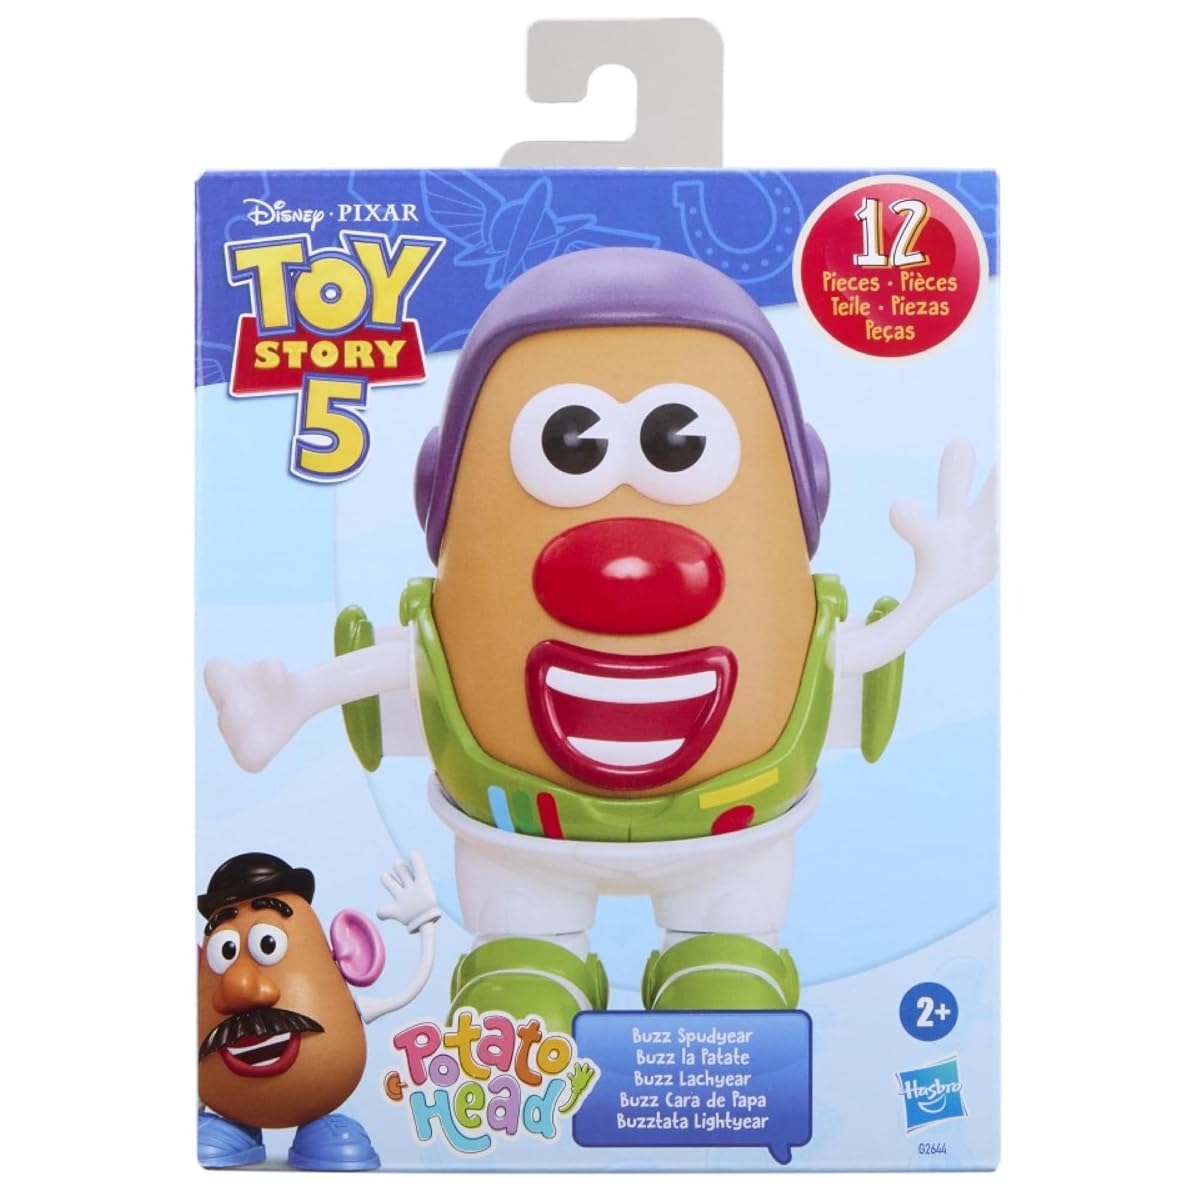 Disney · PIXAR
TOY
STORY
5
12
Pieces · Pièces
Teile · Piezas
Peças
Potato
Head
Buzz Spudyear
Buzz la Patate
Buzz Lachyear
Buzz Cara de Papa
Buzztata Lightyear
2+
Hasbro
G2644